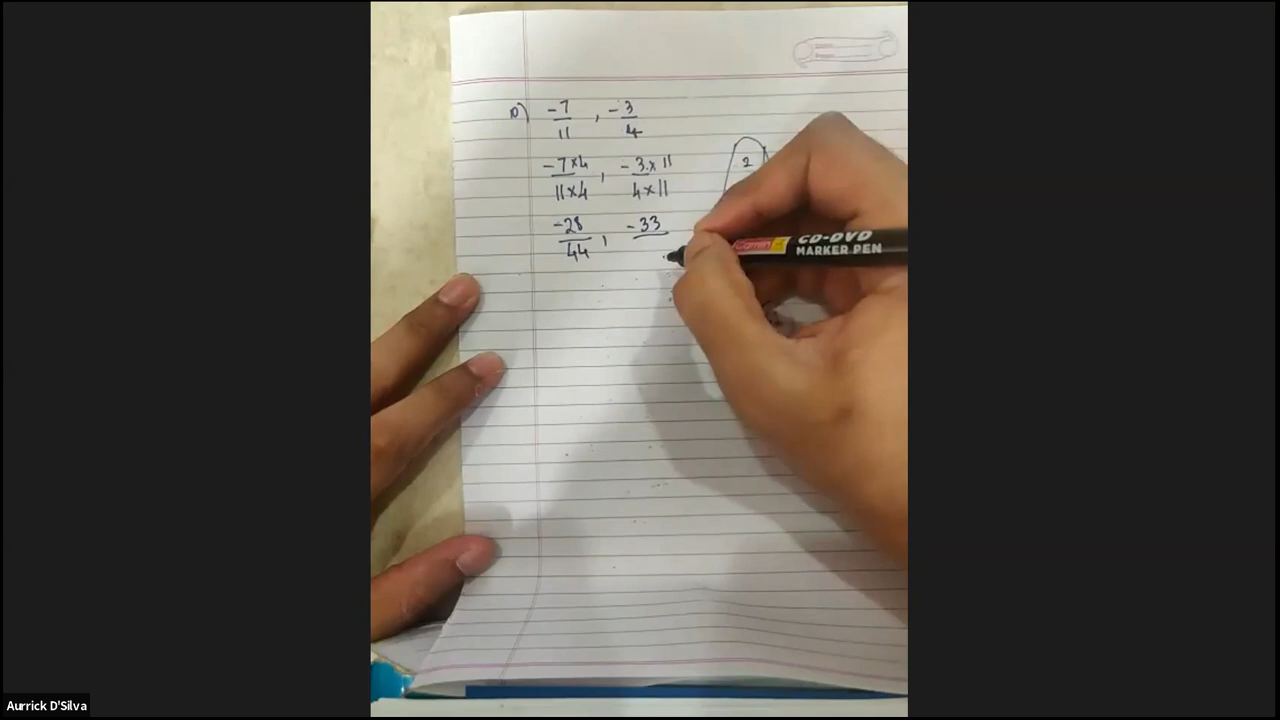 10) -7/11 , -3/4
-7×4/11×4 , -3×11/4×11
-28/44 , -33
2
Camlin CD-DVD
MARKER PEN
Aurrick D'Silva